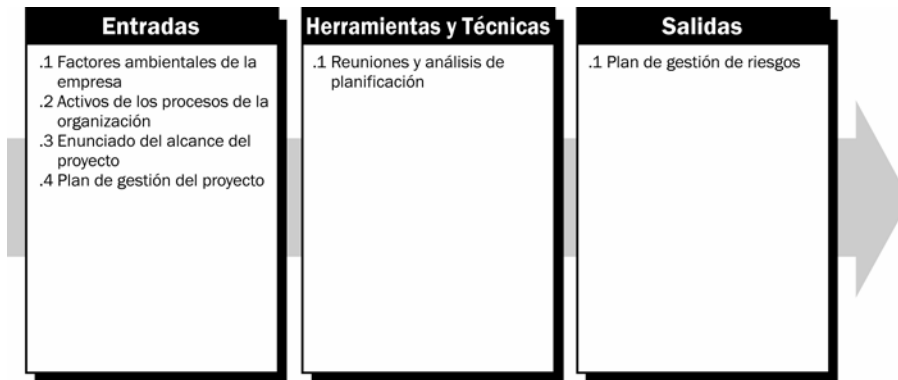 Entradas
.1 Factores ambientales de la
empresa
.2 Activos de los procesos de la
organización
.3 Enunciado del alcance del
proyecto
.4 Plan de gestión del proyecto
Herramientas y Técnicas
.1 Reuniones y análisis de
planificación
Salidas
.1 Plan de gestión de riesgos